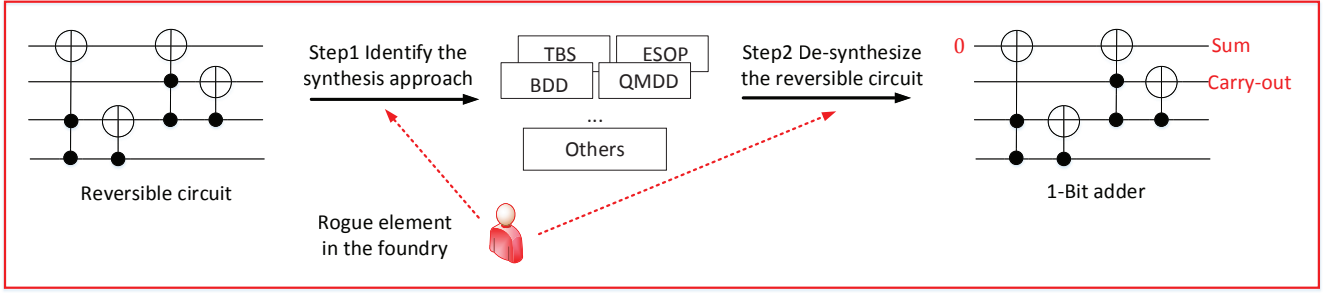 Step1 Identify the
synthesis approach
TBS
ESOP
BDD
QMDD
...
Others
Step2 De-synthesize
the reversible circuit
0
Sum
Carry-out
Reversible circuit
1-Bit adder
Rogue element
in the foundry